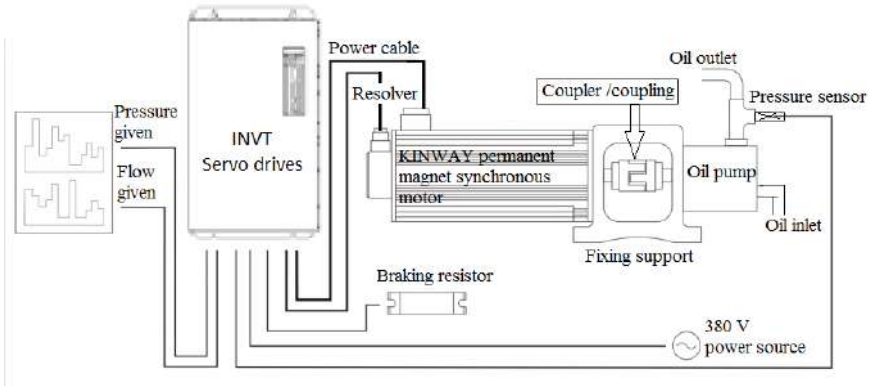 Power cable
Resolver
Coupler /coupling
Oil outlet
Pressure sensor
Pressure
given
Flow
given
INVT
Servo drives
KINWAY permanent
magnet synchronous
motor
Oil pump
Oil inlet
Fixing support
Braking resistor
380 V
power source